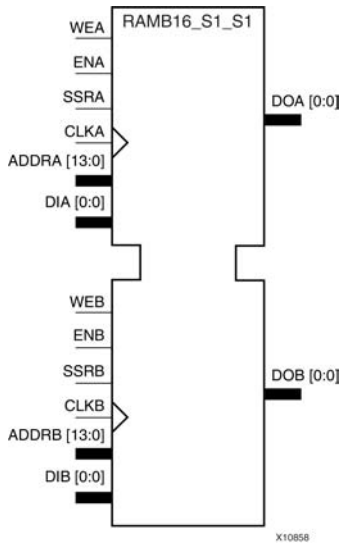 RAMB16_S1_S1
WEA
ENA
SSRA
CLKA
ADDRA [13:0]
DIA [0:0]
DOA [0:0]
WEB
ENB
SSRB
CLKB
ADDRB [13:0]
DIB [0:0]
DOB [0:0]
X10858